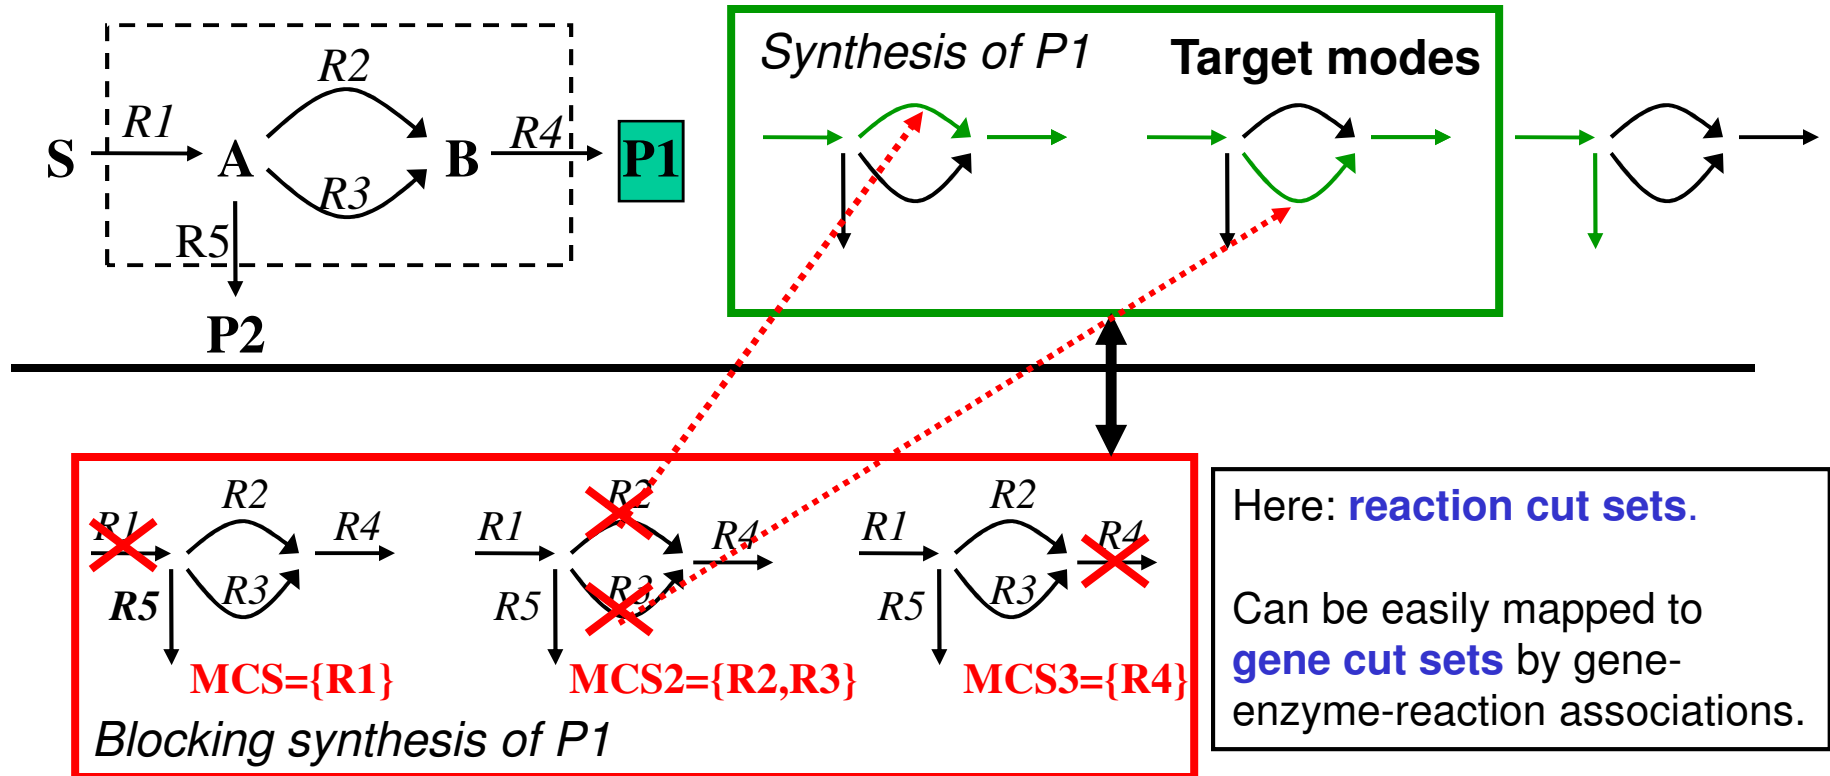 R2
R1
S
A
B
R4
P1
R3
R5
P2
Synthesis of P1
Target modes
R1
R2
R4
R3
R5
MCS={R1}
R1
R2
R4
R3
R5
MCS2={R2,R3}
R1
R2
R4
R3
R5
MCS3={R4}
Blocking synthesis of P1
Here: reaction cut sets.
Can be easily mapped to
gene cut sets by gene-
enzyme-reaction associations.